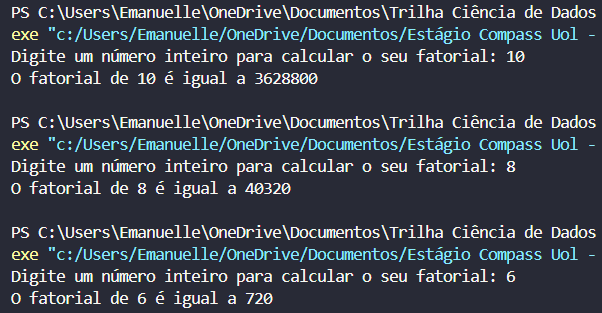 PS C:\Users\Emanuelle\OneDrive\Documentos\Trilha Ciência de Dados
exe "c:/Users/Emanuelle/OneDrive/Documentos/Estágio Compass Uol -
Digite um número inteiro para calcular o seu fatorial: 10
O fatorial de 10 é igual a 3628800
PS C:\Users\Emanuelle\OneDrive\Documentos\Trilha Ciência de Dados
exe "c:/Users/Emanuelle/OneDrive/Documentos/Estágio Compass Uol -
Digite um número inteiro para calcular o seu fatorial: 8
O fatorial de 8 é igual a 40320
PS C:\Users\Emanuelle\OneDrive\Documentos\Trilha Ciência de Dados
exe "c:/Users/Emanuelle/OneDrive/Documentos/Estágio Compass Uol -
Digite um número inteiro para calcular o seu fatorial: 6
O fatorial de 6 é igual a 720